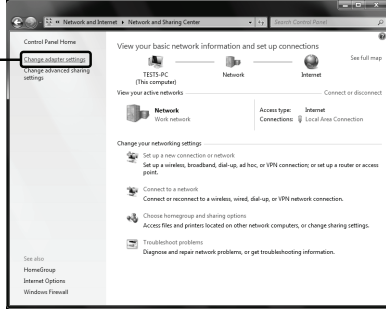 « Network and Internet ▸ Network and Sharing Center
Search Control Panel
Control Panel Home
Change adapter settings
Change advanced sharing
settings
View your basic network information and set up connections
See full map
TEST5-PC
(This computer)
Network
Internet
View your active networks
Connect or disconnect
Network
Work network
Access type: Internet
Connections: Local Area Connection
Change your networking settings
Set up a new connection or network
Set up a wireless, broadband, dial-up, ad hoc, or VPN connection; or set up a router or access
point.
Connect to a network
Connect or reconnect to a wireless, wired, dial-up, or VPN network connection.
Choose homegroup and sharing options
Access files and printers located on other network computers, or change sharing settings.
Troubleshoot problems
Diagnose and repair network problems, or get troubleshooting information.
See also
HomeGroup
Internet Options
Windows Firewall